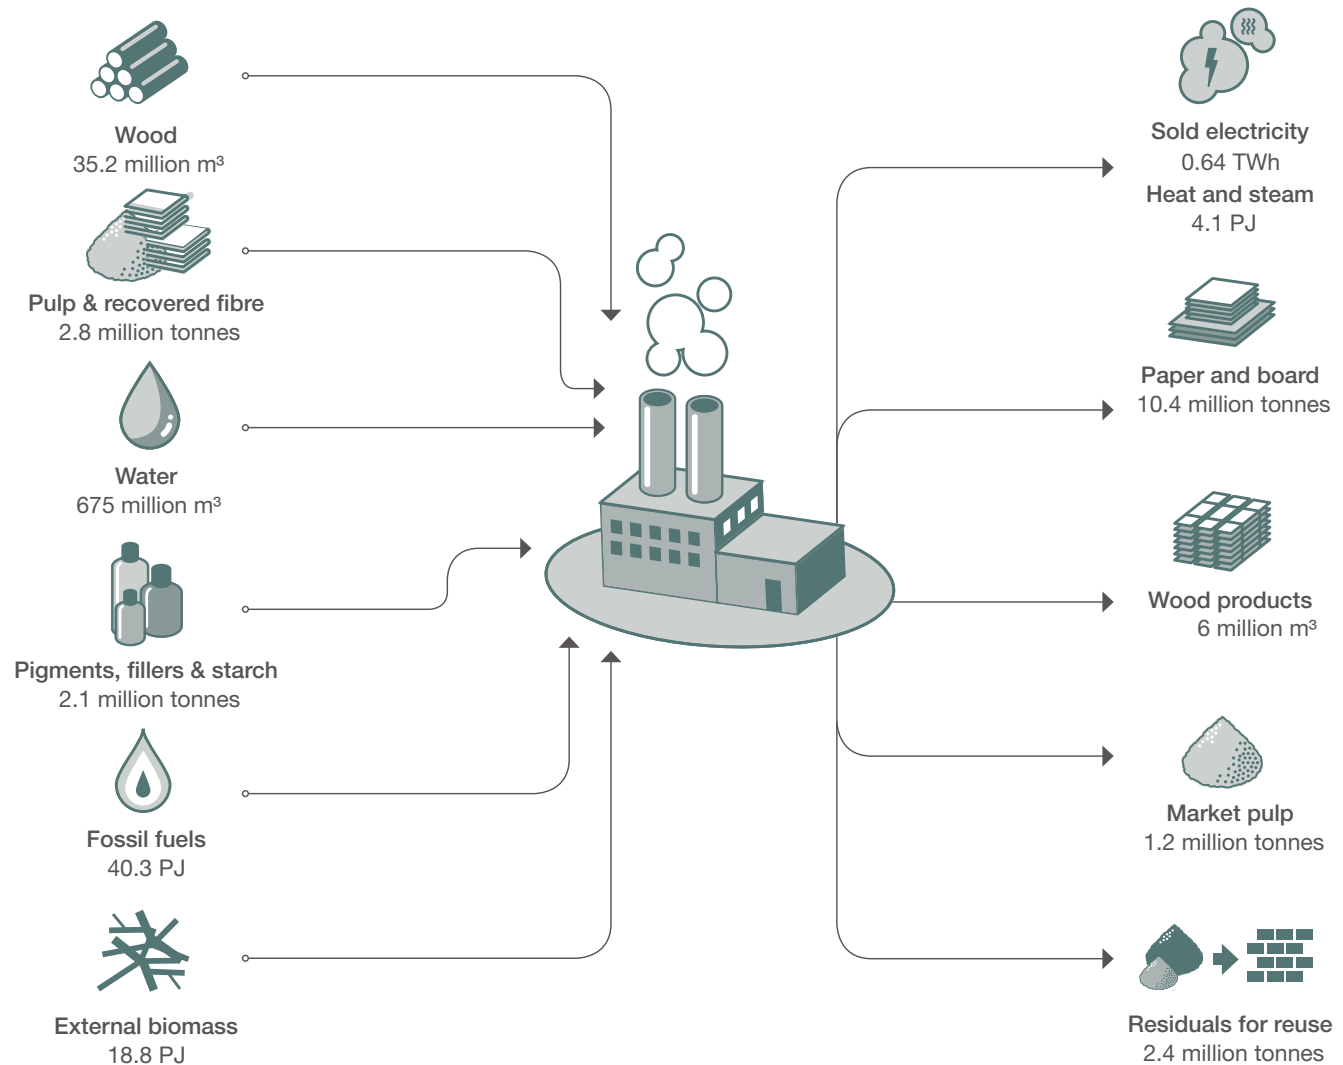 Wood
35.2 million m³
Pulp & recovered fibre
2.8 million tonnes
Water
675 million m³
Pigments, fillers & starch
2.1 million tonnes
Fossil fuels
40.3 PJ
External biomass
18.8 PJ
Sold electricity
0.64 TWh
Heat and steam
4.1 PJ
Paper and board
10.4 million tonnes
Wood products
6 million m³
Market pulp
1.2 million tonnes
Residuals for reuse
2.4 million tonnes